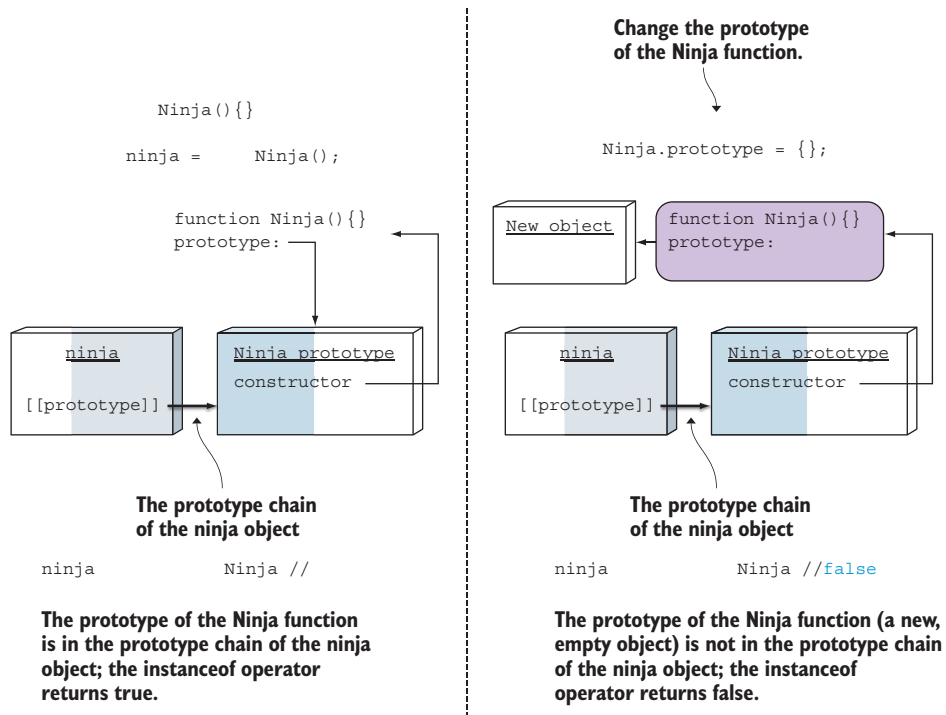 Ninja(){}
ninja = Ninja();
function Ninja(){}
prototype:
ninja
[[prototype]]
Ninja prototype
constructor
The prototype chain
of the ninja object
ninja Ninja //
The prototype of the Ninja function
is in the prototype chain of the ninja
object; the instanceof operator
returns true.
Change the prototype
of the Ninja function.
Ninja.prototype = {};
New object
function Ninja(){}
prototype:
ninja
[[prototype]]
Ninja prototype
constructor
The prototype chain
of the ninja object
ninja Ninja //false
The prototype of the Ninja function (a new,
empty object) is not in the prototype chain
of the ninja object; the instanceof
operator returns false.